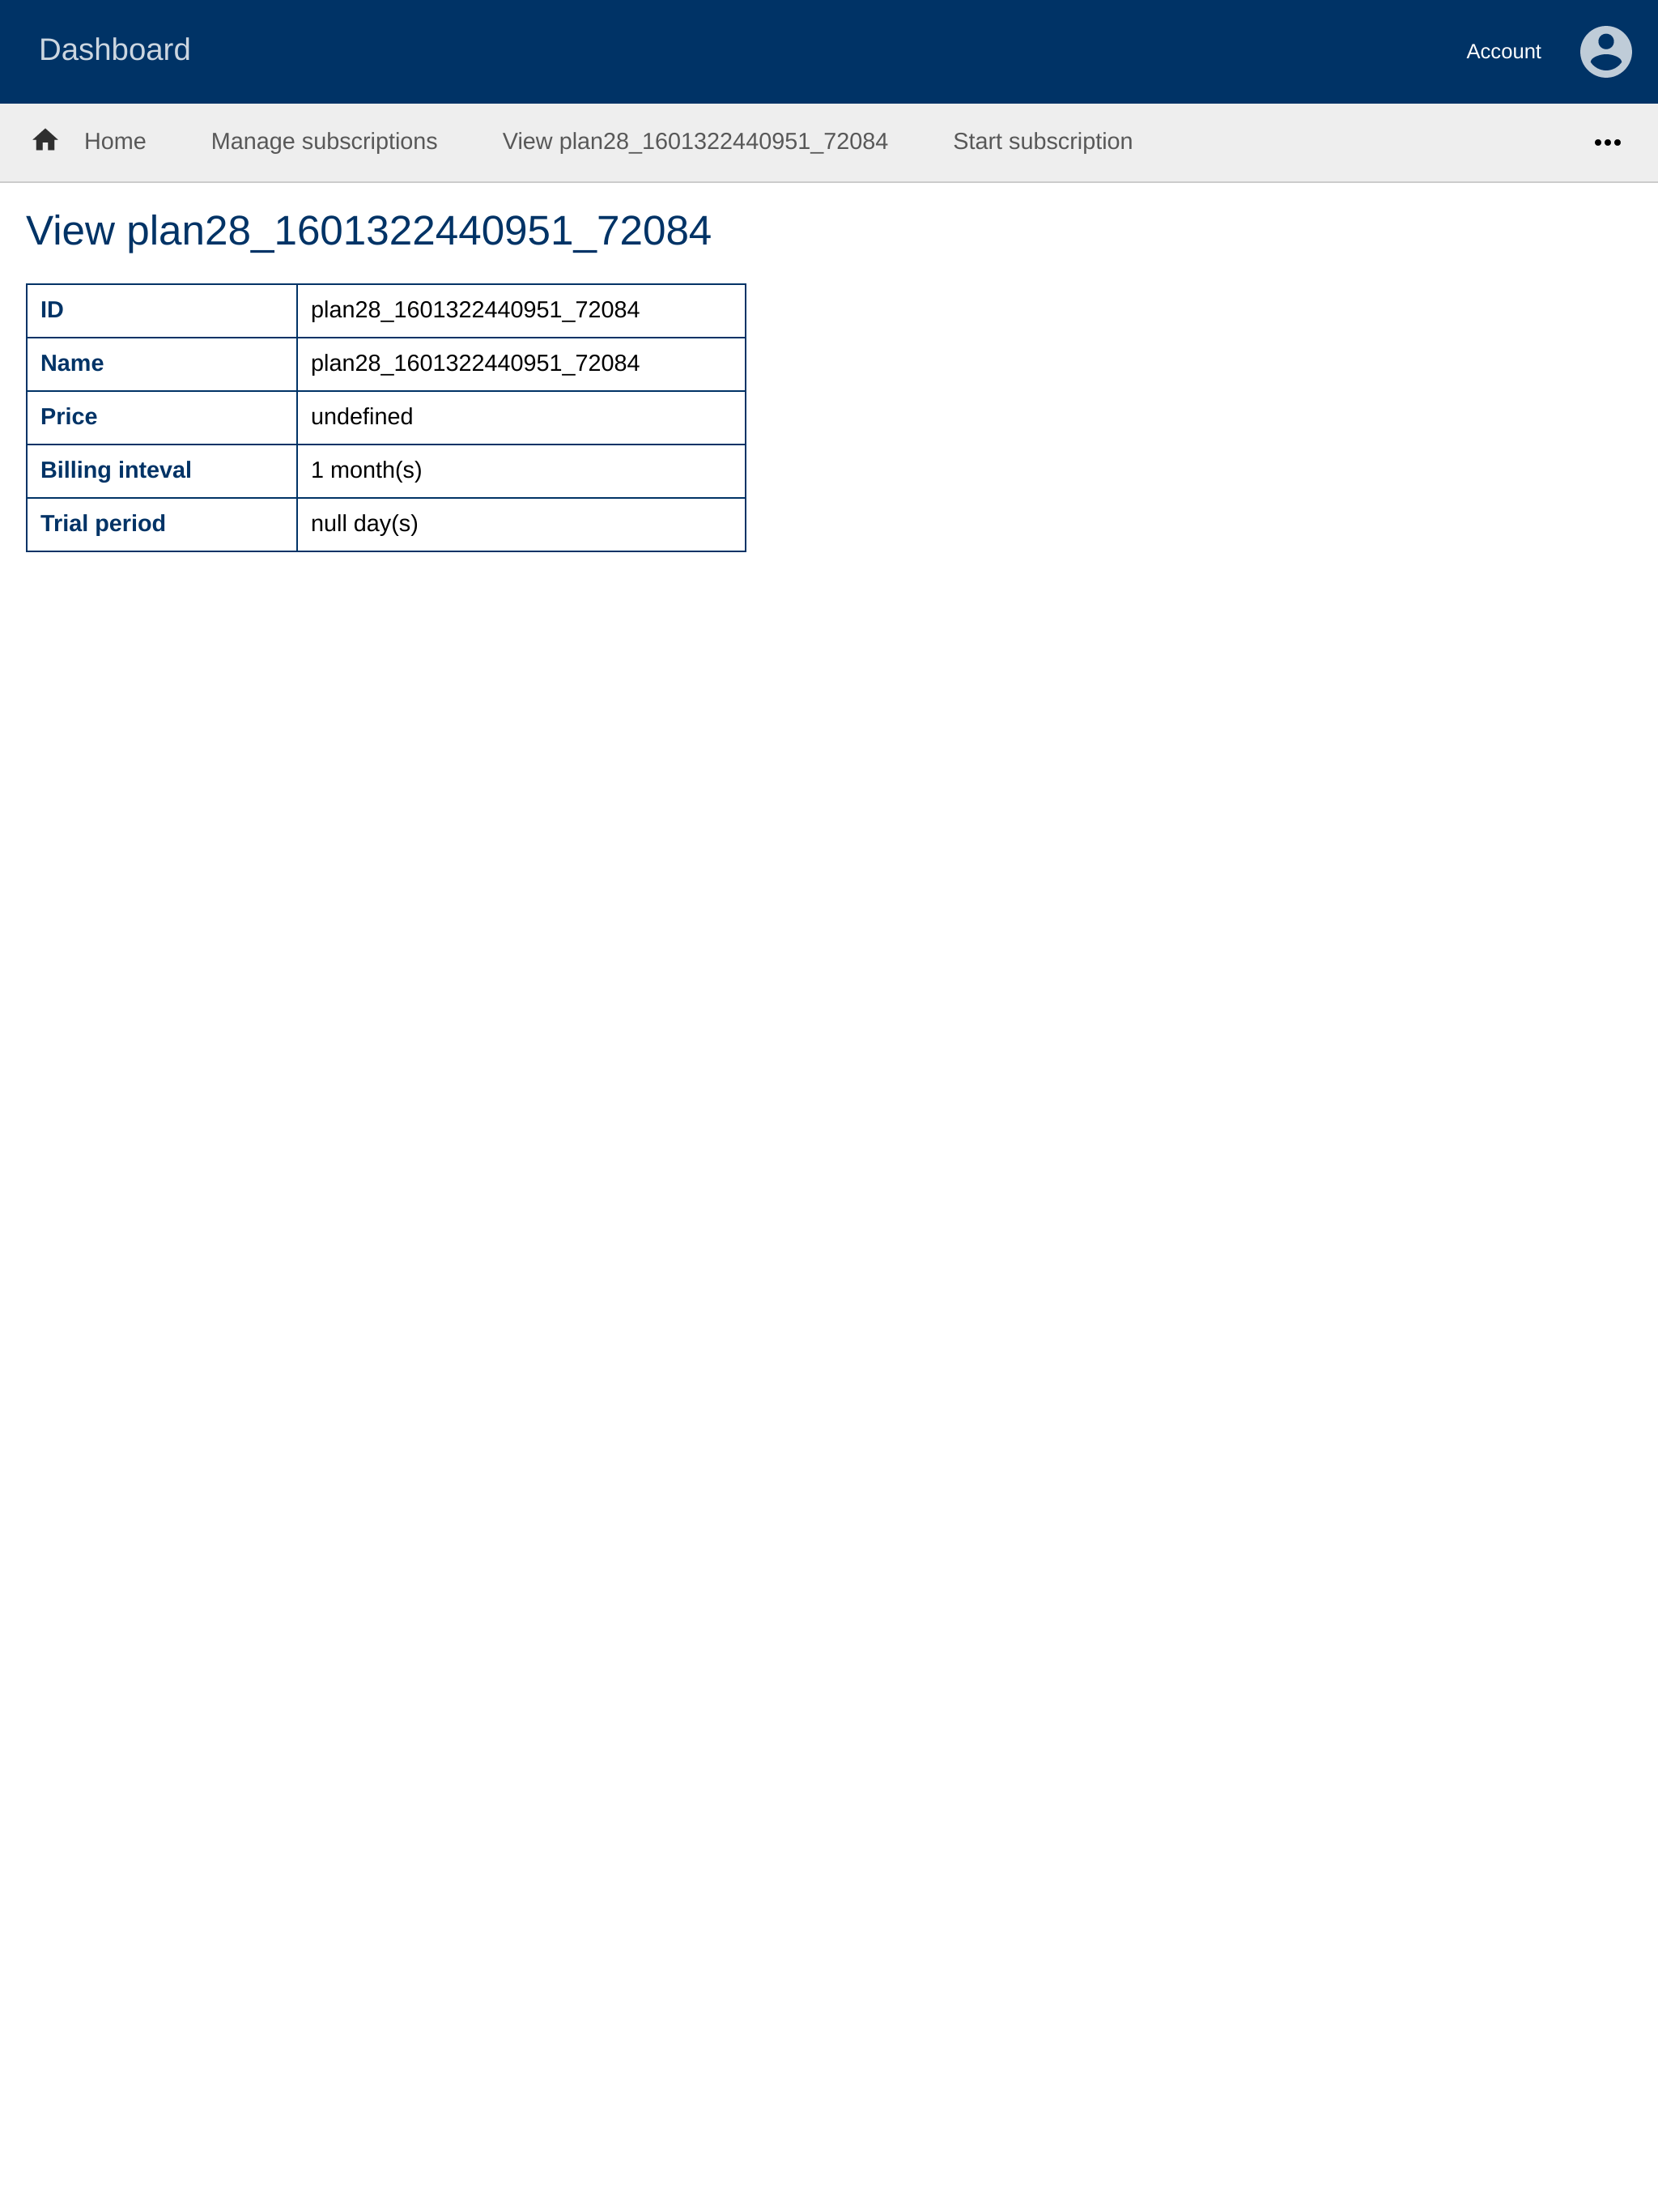 Dashboard
Account
Home Manage subscriptions View plan28_1601322440951_72084 Start subscription
View plan28_1601322440951_72084
ID plan28_1601322440951_72084
Name plan28_1601322440951_72084
Price undefined
Billing inteval 1 month(s)
Trial period null day(s)